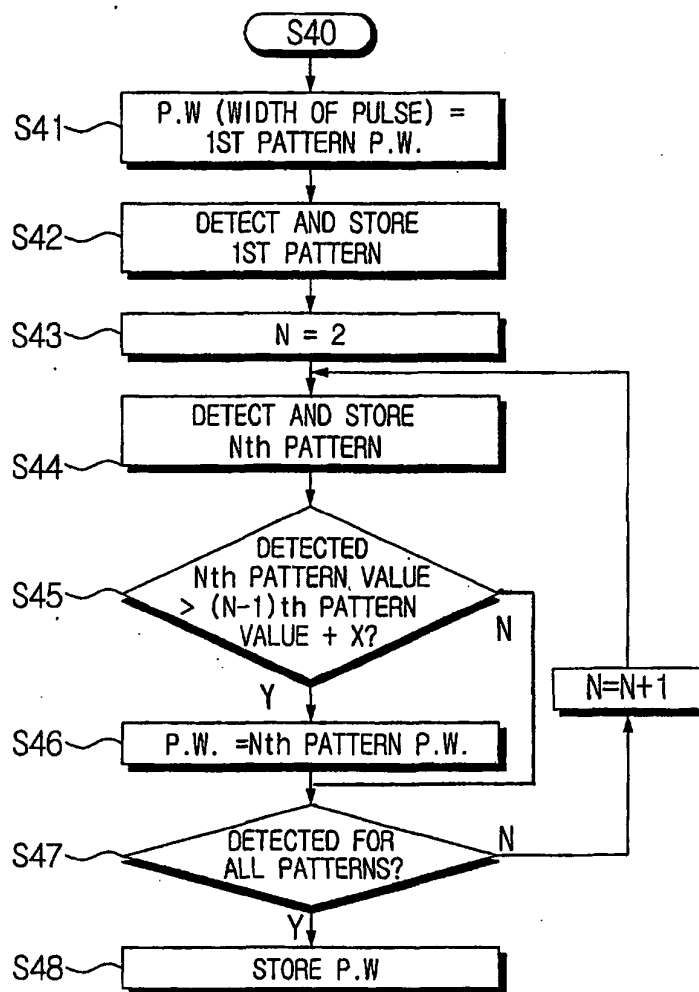 S40
S41
P.W (WIDTH OF PULSE) =
1ST PATTERN P.W.
S42
DETECT AND STORE
1ST PATTERN
S43
N = 2
S44
DETECT AND STORE
Nth PATTERN
S45
DETECTED
Nth PATTERN VALUE
> (N-1)th PATTERN
VALUE + X?
N
Y
N=N+1
S46
P.W. =Nth PATTERN P.W.
S47
DETECTED FOR
ALL PATTERNS?
N
Y
S48
STORE P.W